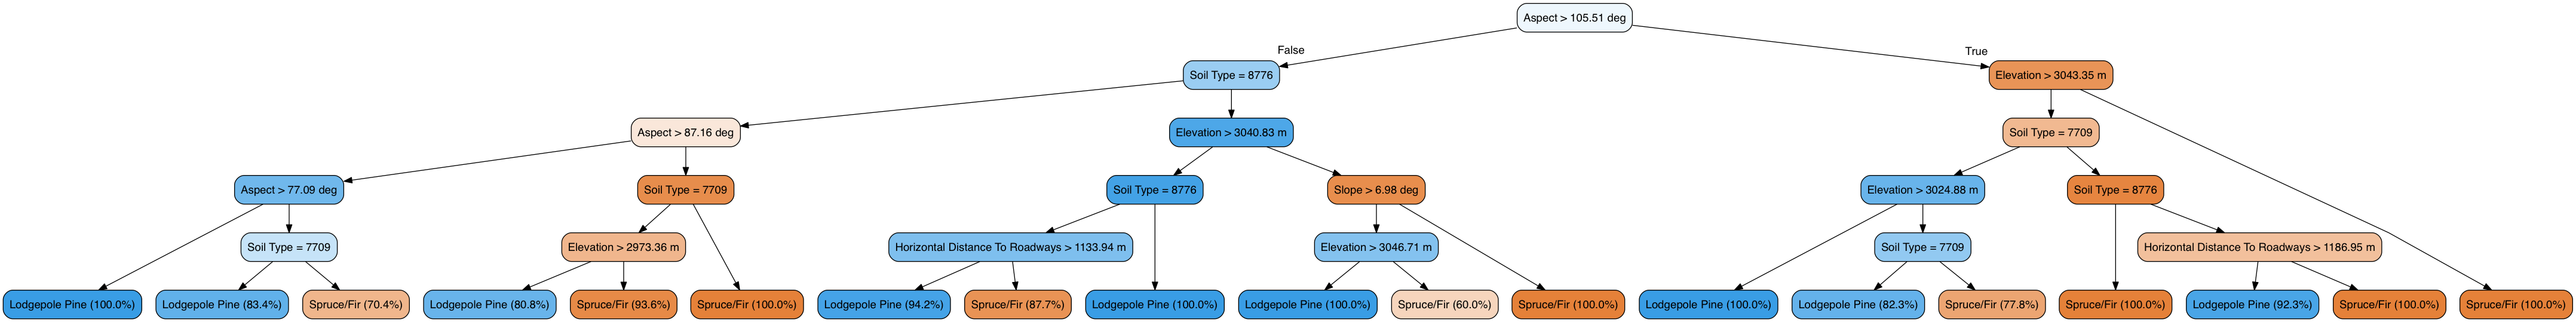 Aspect > 105.51 deg
False
True
Soil Type = 8776
Elevation > 3043.35 m
Aspect > 87.16 deg
Elevation > 3040.83 m
Soil Type = 7709
Aspect > 77.09 deg
Soil Type = 7709
Soil Type = 8776
Slope > 6.98 deg
Elevation > 3024.88 m
Soil Type = 8776
Soil Type = 7709
Elevation > 2973.36 m
Horizontal Distance To Roadways > 1133.94 m
Elevation > 3046.71 m
Soil Type = 7709
Horizontal Distance To Roadways > 1186.95 m
Lodgepole Pine (100.0%)
Lodgepole Pine (83.4%)
Spruce/Fir (70.4%)
Lodgepole Pine (80.8%)
Spruce/Fir (93.6%)
Spruce/Fir (100.0%)
Lodgepole Pine (94.2%)
Spruce/Fir (87.7%)
Lodgepole Pine (100.0%)
Lodgepole Pine (100.0%)
Spruce/Fir (60.0%)
Spruce/Fir (100.0%)
Lodgepole Pine (100.0%)
Lodgepole Pine (82.3%)
Spruce/Fir (77.8%)
Spruce/Fir (100.0%)
Lodgepole Pine (92.3%)
Spruce/Fir (100.0%)
Spruce/Fir (100.0%)